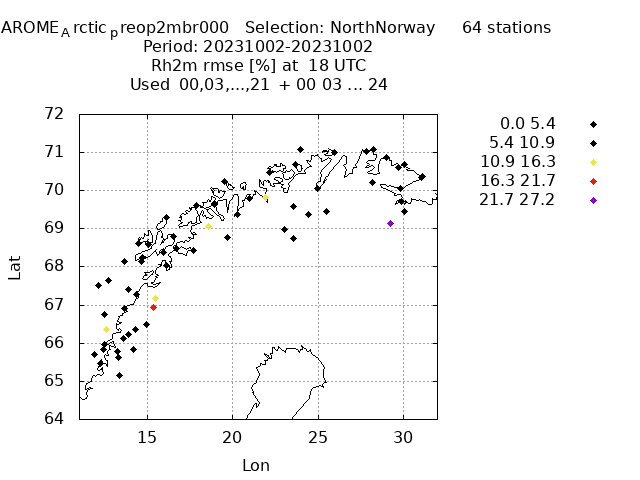 AROME_Arctic_preop2mbr000 Selection: NorthNorway 64 stations
Period: 20231002-20231002
Rh2m rmse [%] at 18 UTC
Used 00,03,...,21 + 00 03 ... 24
0.0 5.4
5.4 10.9
10.9 16.3
16.3 21.7
21.7 27.2
72
71
70
69
68
67
66
65
64
Lat
15 20 25 30
Lon